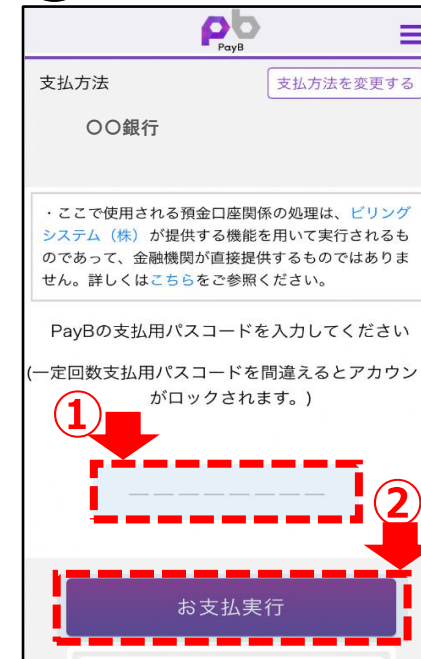 pb
PayB
支払方法
支払方法を変更する
〇〇銀行
・ここで使用される預金口座関係の処理は、ビリング
システム（株）が提供する機能を用いて実行されるも
のであって、金融機関が直接提供するものではありま
せん。詳しくはこちらをご参照ください。
PayBの支払用パスコードを入力してください
(一定回数支払用パスコードを間違えるとアカウン
がロックされます。)
①
________
②
お支払実行